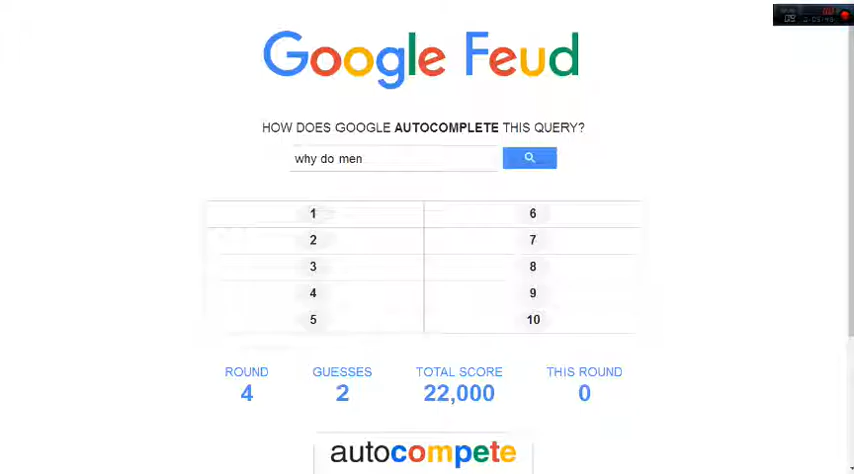 Google Feud
HOW DOES GOOGLE AUTOCOMPLETE THIS QUERY?
why do men
1 6
2 7
3 8
4 9
5 10
ROUND GUESSES TOTAL SCORE THIS ROUND
4 2 22,000 0
autocompete